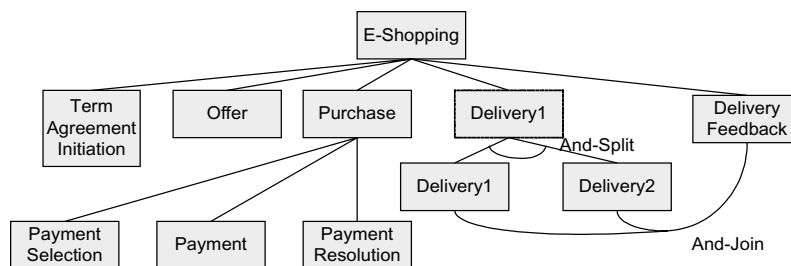 E-Shopping
Term
Agreement
Initiation
Offer
Purchase
Delivery1
Delivery
Feedback
And-Split
Delivery1
Delivery2
Payment
Selection
Payment
Payment
Resolution
And-Join